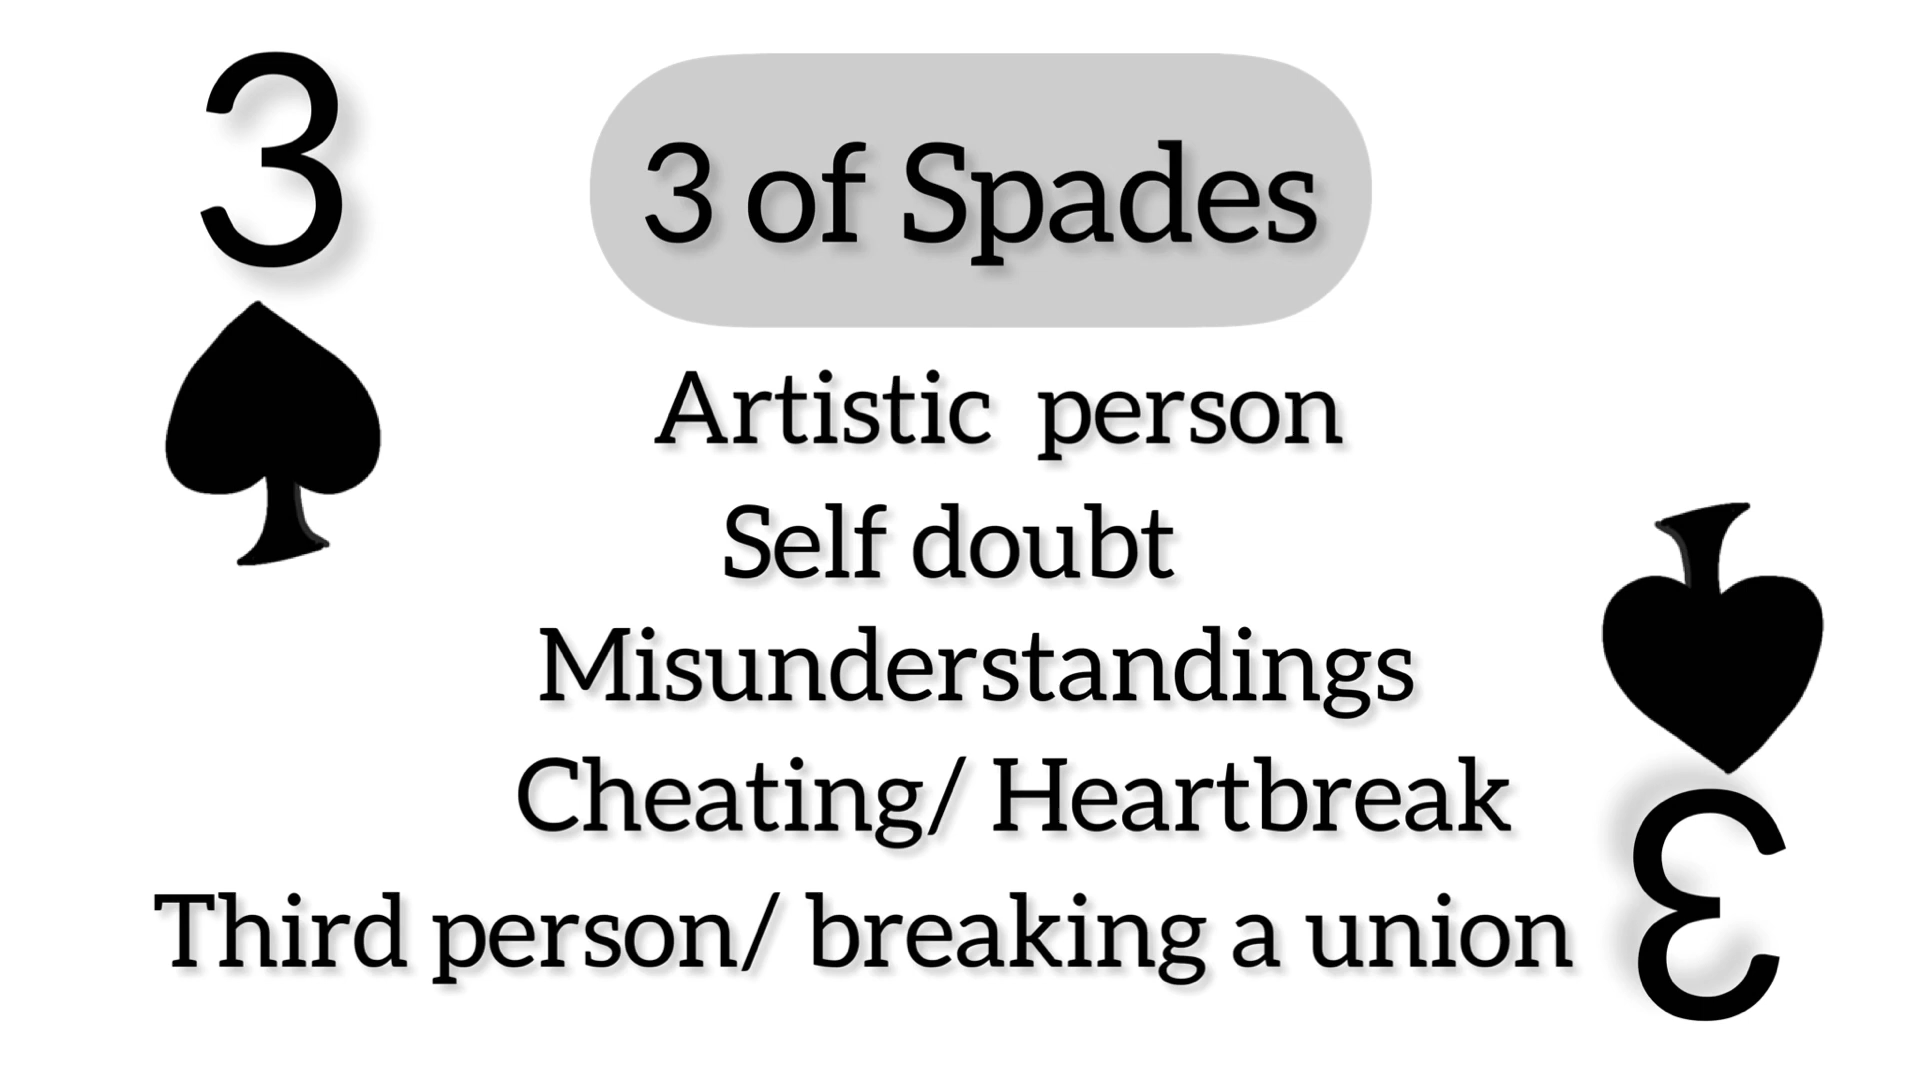 3
3 of Spades
Artistic person
Self doubt
Misunderstandings
Cheating/ Heartbreak
Third person/ breaking a union
3